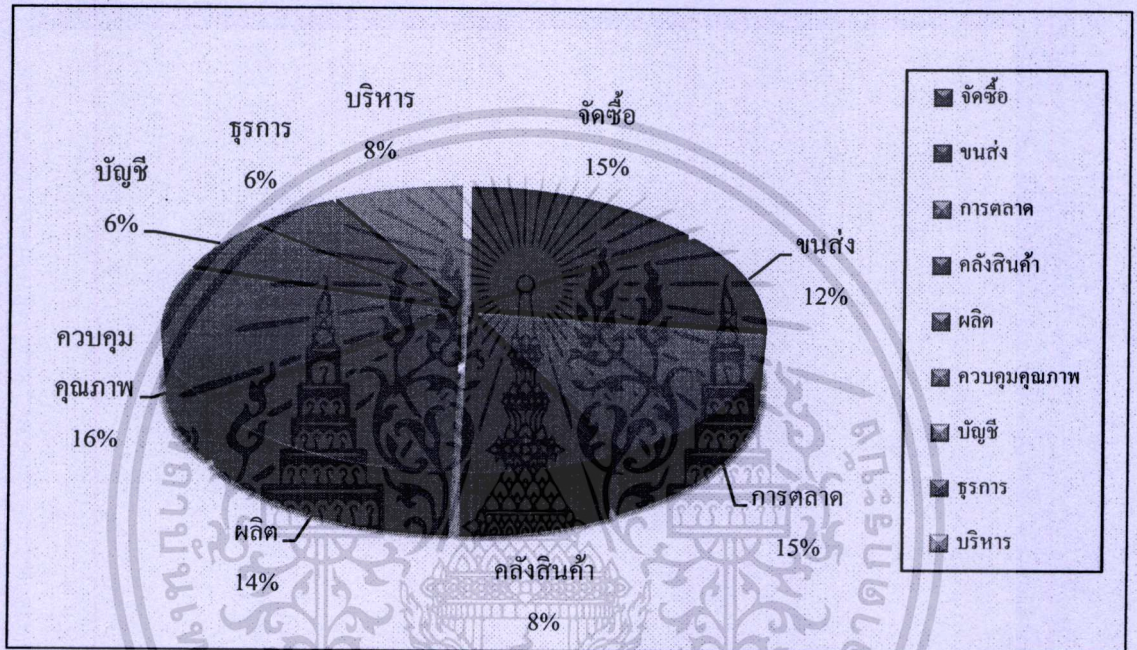 บริหาร
8%
จัดซื้อ
15%
ธุรการ
6%
บัญชี
6%
ขนส่ง
12%
ควบคุม
คุณภาพ
16%
การตลาด
15%
ผลิต
14%
คลังสินค้า
8%
จัดซื้อ
ขนส่ง
การตลาด
คลังสินค้า
ผลิต
ควบคุมคุณภาพ
บัญชี
ธุรการ
บริหาร